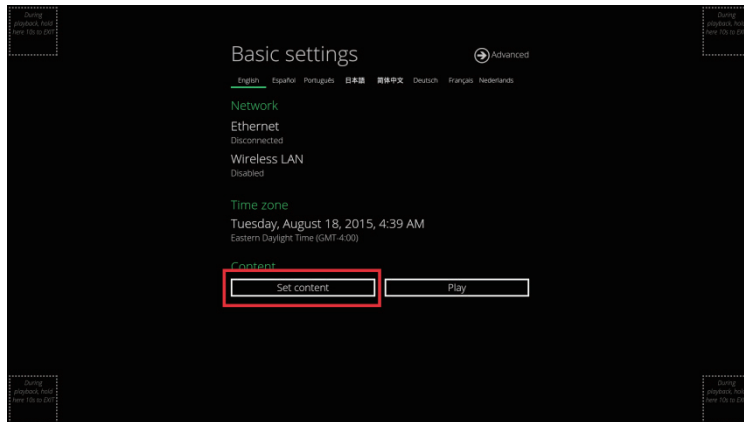 During
playback, hold
here 10s to EXIT
During
playback, hold
here 10s to EXIT
Basic settings
Advanced
English Español Português 日本語 简体中文 Deutsch Français Nederlands
Network
Ethernet
Disconnected
Wireless LAN
Disabled
Time zone
Tuesday, August 18, 2015, 4:39 AM
Eastern Daylight Time (GMT-4:00)
Content
Set content Play
During
playback, hold
here 10s to EXIT
During
playback, hold
here 10s to EXIT